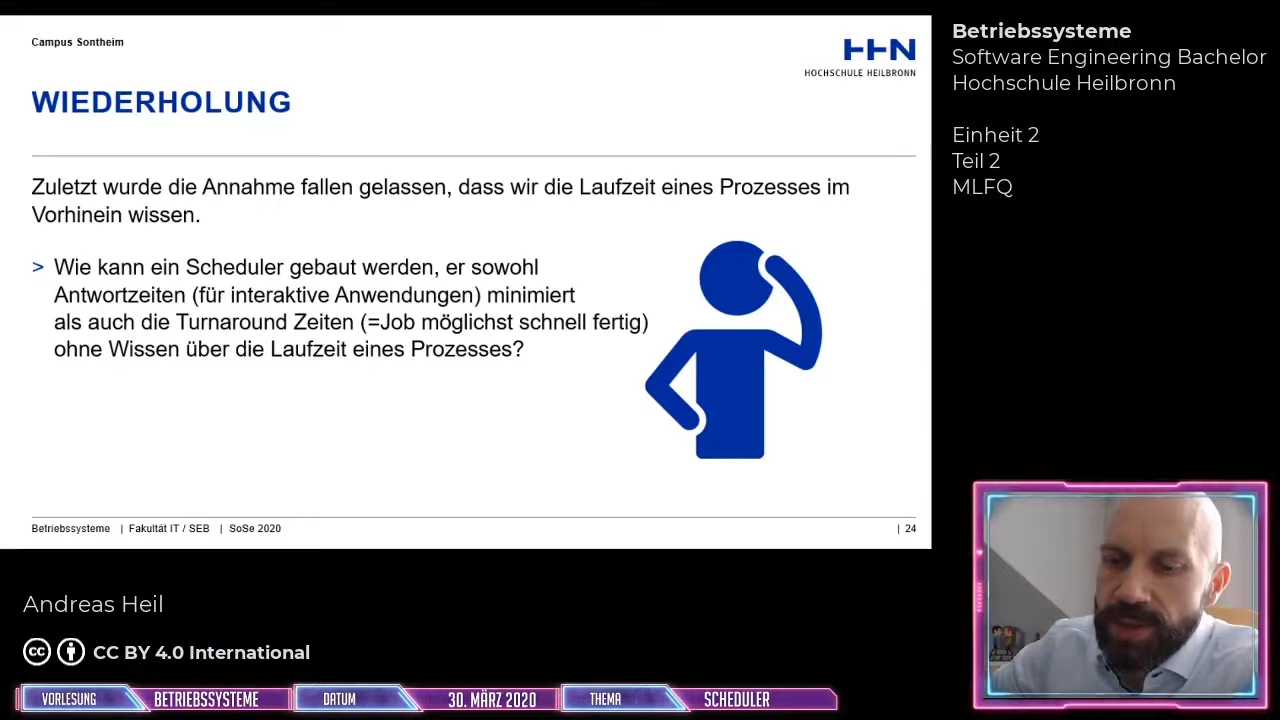 Campus Sontheim
HHN
HOCHSCHULE HEILBRONN
WIEDERHOLUNG
Zuletzt wurde die Annahme fallen gelassen, dass wir die Laufzeit eines Prozesses im
Vorhinein wissen.
> Wie kann ein Scheduler gebaut werden, er sowohl
Antwortzeiten (für interaktive Anwendungen) minimiert
als auch die Turnaround Zeiten (=Job möglichst schnell fertig)
ohne Wissen über die Laufzeit eines Prozesses?
Betriebssysteme | Fakultät IT / SEB | SoSe 2020 | 24
Betriebssysteme
Software Engineering Bachelor
Hochschule Heilbronn
Einheit 2
Teil 2
MLFQ
Andreas Heil
cc CC BY 4.0 International
VORLESUNG BETRIEBSSYSTEME DATUM 30. MÄRZ 2020 THEMA SCHEDULER